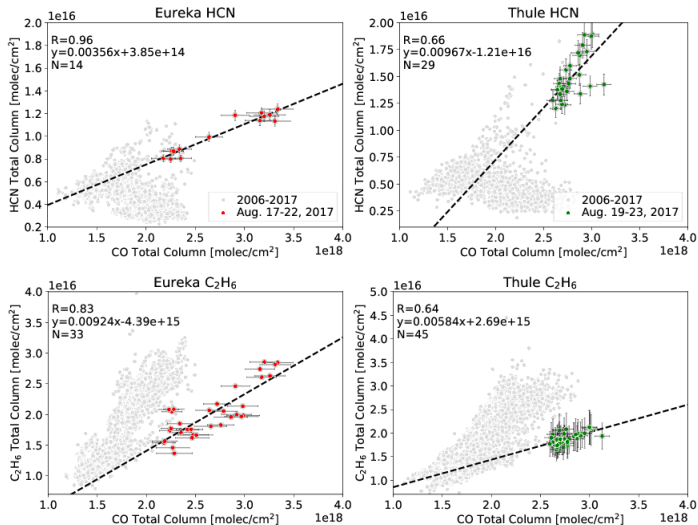 Eureka HCN
1e16
HCN Total Column [molec/cm²]
2.0
1.8
1.6
1.4
1.2
1.0
0.8
0.6
0.4
0.2
R=0.96
y=0.00356x+3.85e+14
N=14
2006-2017
Aug. 17-22, 2017
1.0 1.5 2.0 2.5 3.0 3.5 4.0
CO Total Column [molec/cm²]
1e18
Thule HCN
1e16
HCN Total Column [molec/cm²]
2.00
1.75
1.50
1.25
1.00
0.75
0.50
0.25
R=0.66
y=0.00967x-1.21e+16
N=29
2006-2017
Aug. 19-23, 2017
1.0 1.5 2.0 2.5 3.0 3.5 4.0
CO Total Column [molec/cm²]
1e18
Eureka C₂H₆
1e16
C₂H₆ Total Column [molec/cm²]
4.0
3.5
3.0
2.5
2.0
1.5
1.0
R=0.83
y=0.00924x-4.39e+15
N=33
1.0 1.5 2.0 2.5 3.0 3.5 4.0
CO Total Column [molec/cm²]
1e18
Thule C₂H₆
1e16
C₂H₆ Total Column [molec/cm²]
5.0
4.5
4.0
3.5
3.0
2.5
2.0
1.5
1.0
R=0.64
y=0.00584x+2.69e+15
N=45
1.0 1.5 2.0 2.5 3.0 3.5 4.0
CO Total Column [molec/cm²]
1e18